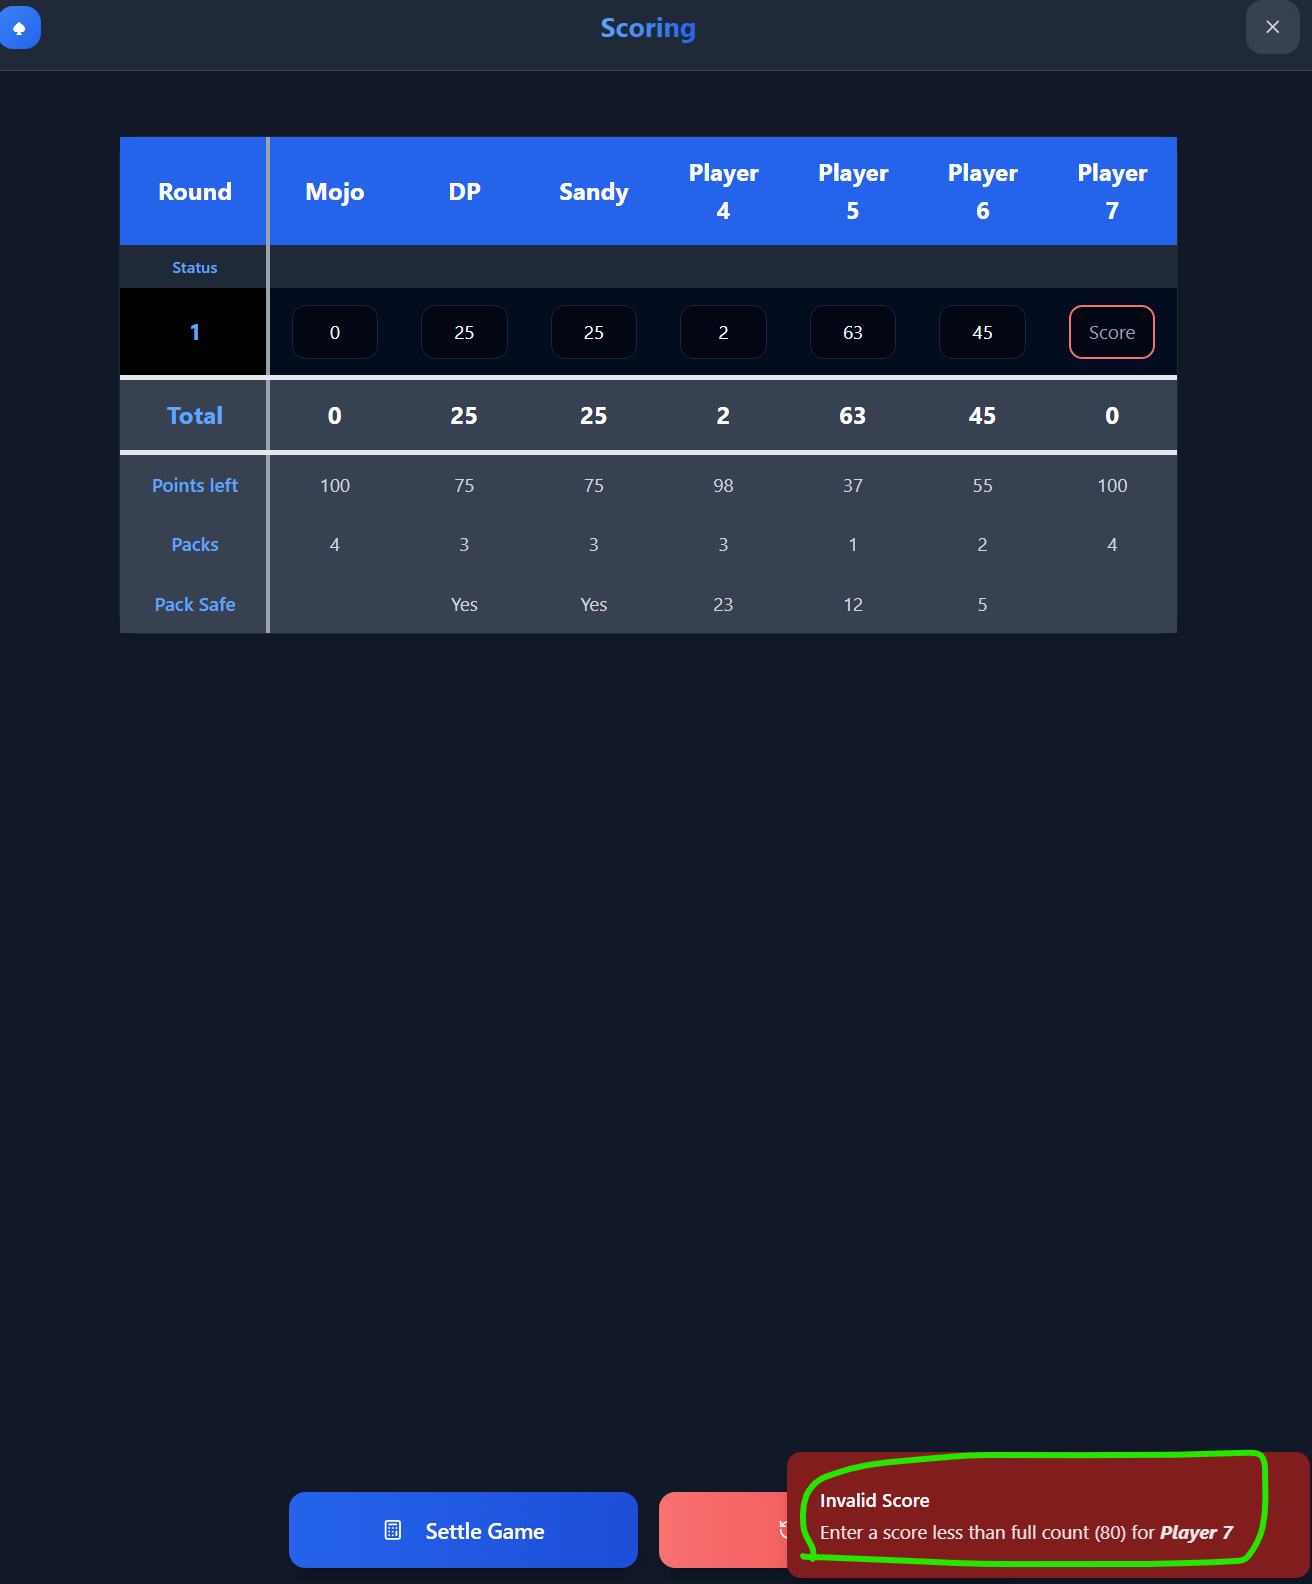 Scoring
Round Mojo DP Sandy Player 4 Player 5 Player 6 Player 7
Status
1 0 25 25 2 63 45 Score
Total 0 25 25 2 63 45 0
Points left 100 75 75 98 37 55 100
Packs 4 3 3 3 1 2 4
Pack Safe Yes Yes 23 12 5
Settle Game
Invalid Score
Enter a score less than full count (80) for Player 7